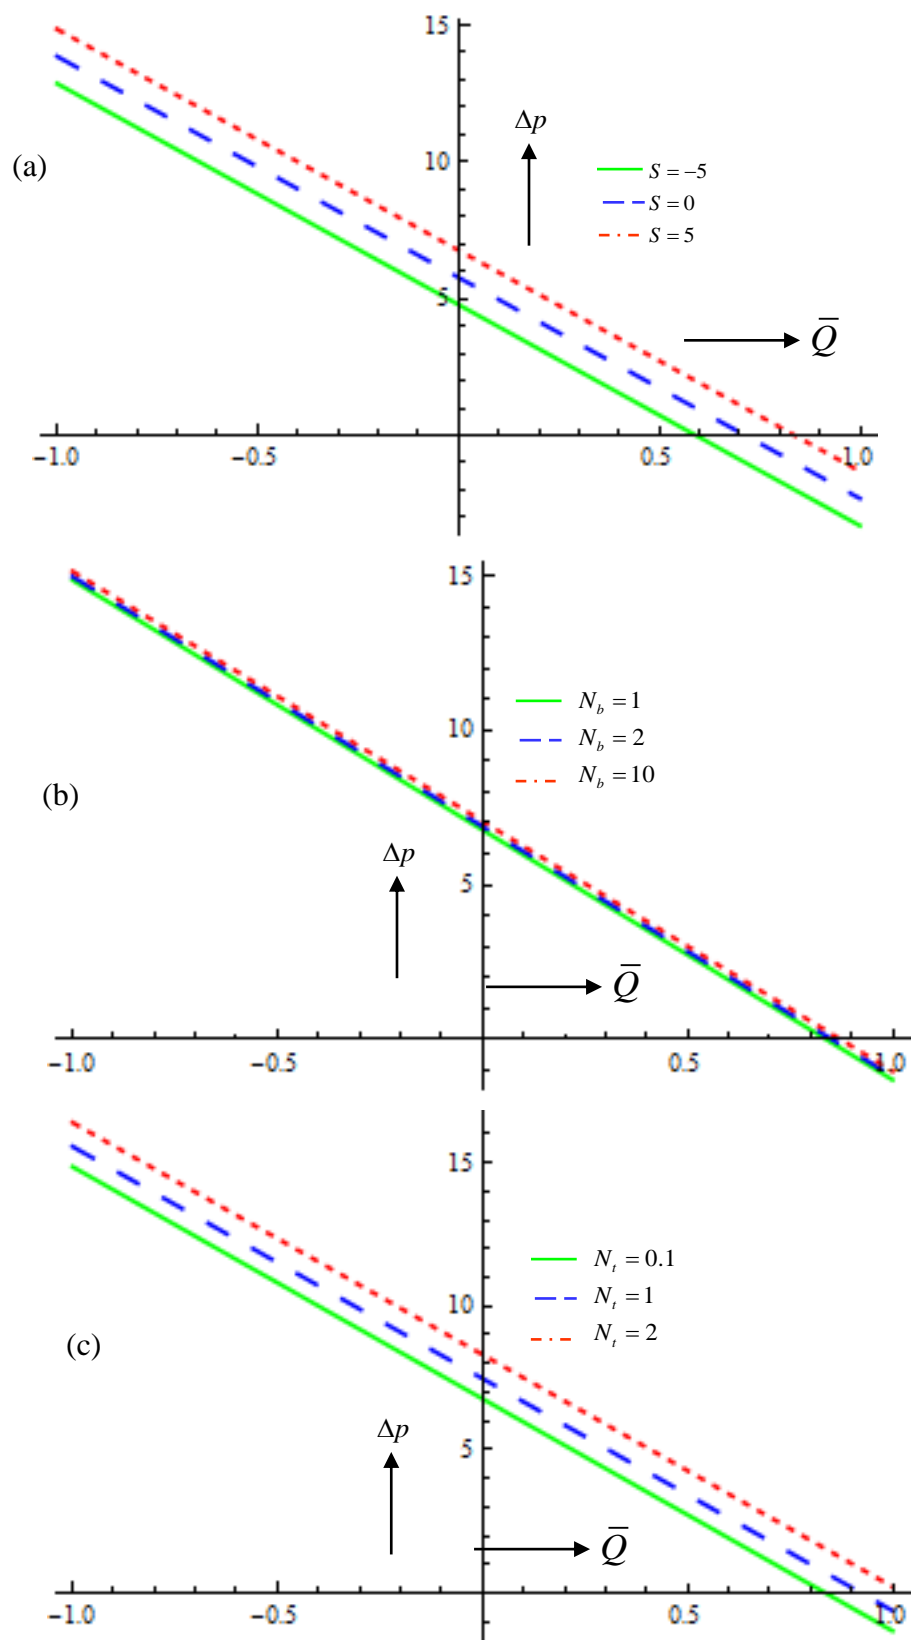 15
Δp
(a)
10
S = −5
S = 0
S = 5
5
Q̅
−1.0
−0.5
0.5
1.0
15
N_b = 1
10
N_b = 2
N_b = 10
(b)
Δp
5
Q̅
−1.0
−0.5
0.5
1.0
15
N_t = 0.1
10
N_t = 1
N_t = 2
(c)
Δp
5
Q̅
−1.0
−0.5
0.5
1.0